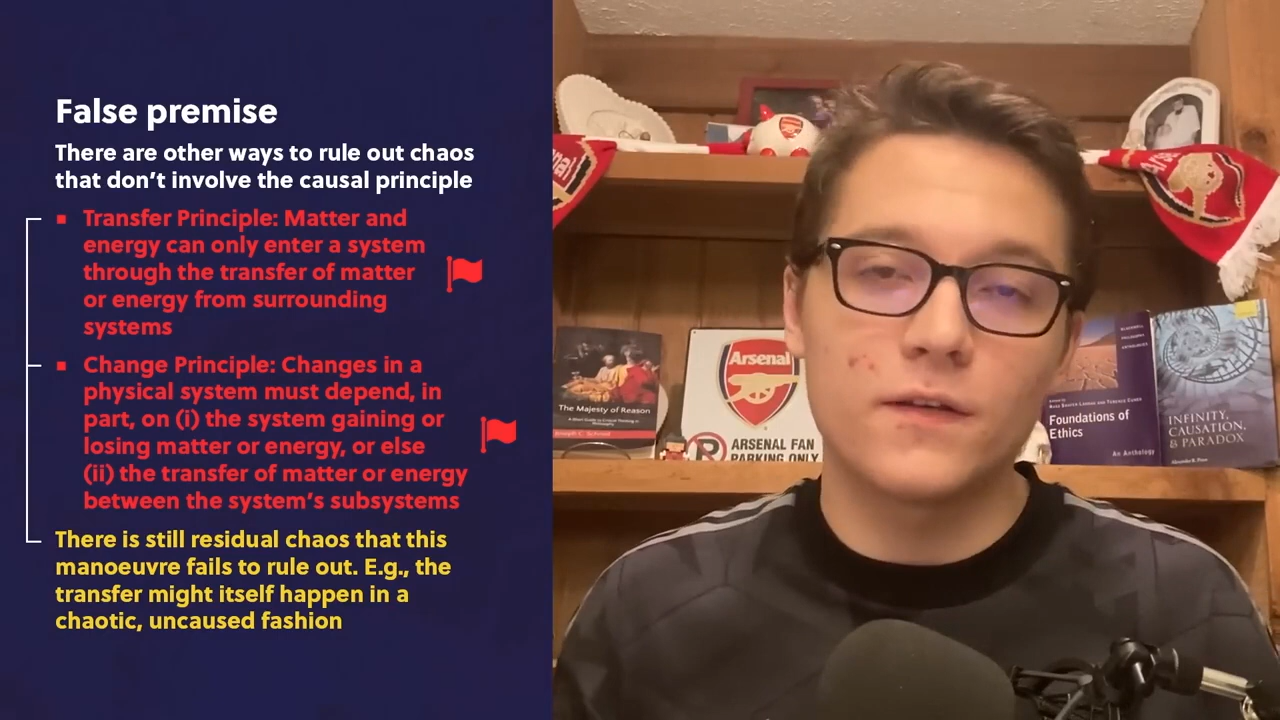 False premise
There are other ways to rule out chaos
that don't involve the causal principle
▪ Transfer Principle: Matter and
energy can only enter a system
through the transfer of matter
or energy from surrounding
systems
▪ Change Principle: Changes in a
physical system must depend, in
part, on (i) the system gaining or
losing matter or energy, or else
(ii) the transfer of matter or energy
between the system's subsystems
There is still residual chaos that this
manoeuvre fails to rule out. E.g., the
transfer might itself happen in a
chaotic, uncaused fashion
Arsenal
The Majesty of Reason
Joseph C. Schmid
Arsenal
ARSENAL FAN
PARKING ONLY
Foundations of
Ethics
An Anthology
INFINITY,
CAUSATION,
& PARADOX
Alexander R. Pruss